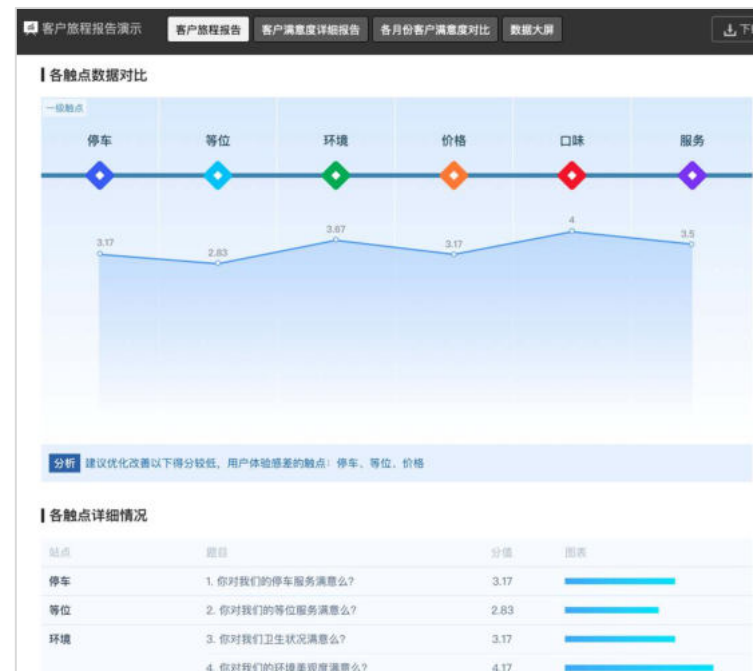 客户旅程报告演示 客户旅程报告 客户满意度详细报告 各月份客户满意度对比 数据大屏
各触点数据对比
一级触点
停车 等位 环境 价格 口味 服务
3.17 2.83 3.67 3.17 4 3.5
分析 建议优化改善以下得分较低，用户体验感差的触点：停车、等位、价格
各触点详细情况
站点 题目 分值 图表
停车 1. 你对我们的停车服务满意么? 3.17
等位 2. 你对我们的等位服务满意么? 2.83
环境 3. 你对我们卫生状况满意么? 3.17
4. 你对我们的环境美观度满意么? 4.17